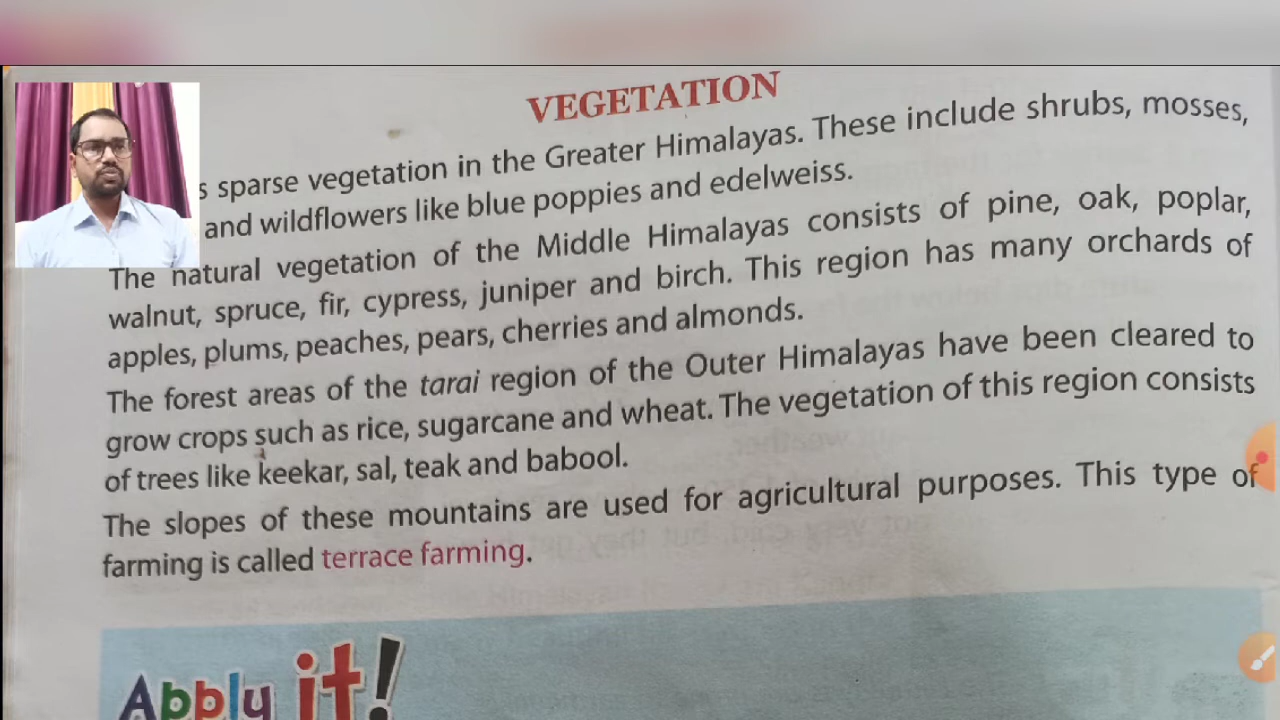 VEGETATION
s sparse vegetation in the Greater Himalayas. These include shrubs, mosses,
and wildflowers like blue poppies and edelweiss.
The natural vegetation of the Middle Himalayas consists of pine, oak, poplar,
walnut, spruce, fir, cypress, juniper and birch. This region has many orchards of
apples, plums, peaches, pears, cherries and almonds.
The forest areas of the tarai region of the Outer Himalayas have been cleared to
grow crops such as rice, sugarcane and wheat. The vegetation of this region consists
of trees like keekar, sal, teak and babool.
The slopes of these mountains are used for agricultural purposes. This type of
farming is called terrace farming.
Apply it!